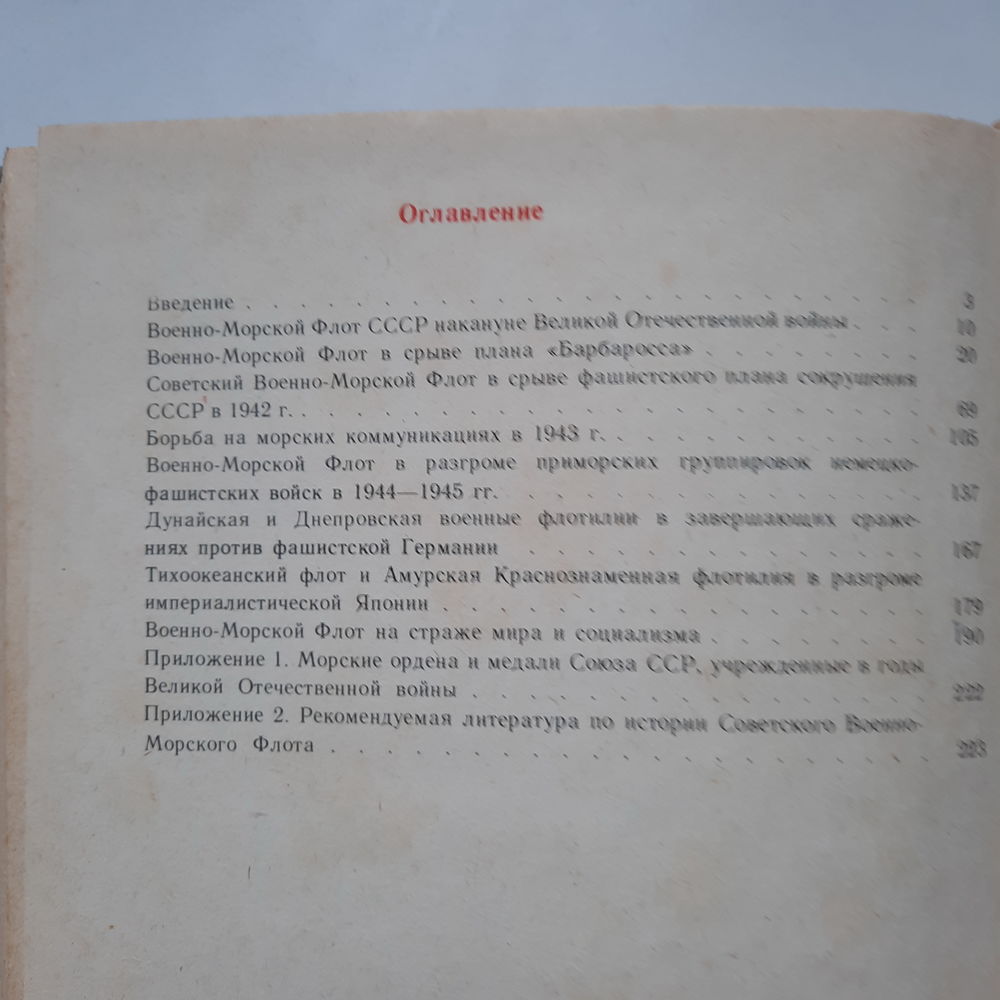 Оглавление
Введение . . . . . . . . . . . . . . . . . . . . . . . . 3
Военно-Морской Флот СССР накануне Великой Отечественной войны . . . 10
Военно-Морской Флот в срыве плана «Барбаросса» . . . . . . . . 20
Советский Военно-Морской Флот в срыве фашистского плана сокрушения
СССР в 1942 г. . . . . . . . . . . . . . . . . . . . . . . 69
Борьба на морских коммуникациях в 1943 г. . . . . . . . . . . . 105
Военно-Морской Флот в разгроме приморских группировок немецко-
фашистских войск в 1944—1945 гг. . . . . . . . . . . . . . . . 137
Дунайская и Днепровская военные флотилии в завершающих сраже-
ниях против фашистской Германии . . . . . . . . . . . . . . . 167
Тихоокеанский флот и Амурская Краснознаменная флотилия в разгроме
империалистической Японии . . . . . . . . . . . . . . . . . . 179
Военно-Морской Флот на страже мира и социализма . . . . . . . . 190
Приложение 1. Морские ордена и медали Союза ССР, учрежденные в годы
Великой Отечественной войны . . . . . . . . . . . . . . . . . 222
Приложение 2. Рекомендуемая литература по истории Советского Военно-
Морского Флота . . . . . . . . . . . . . . . . . . . . . . 223